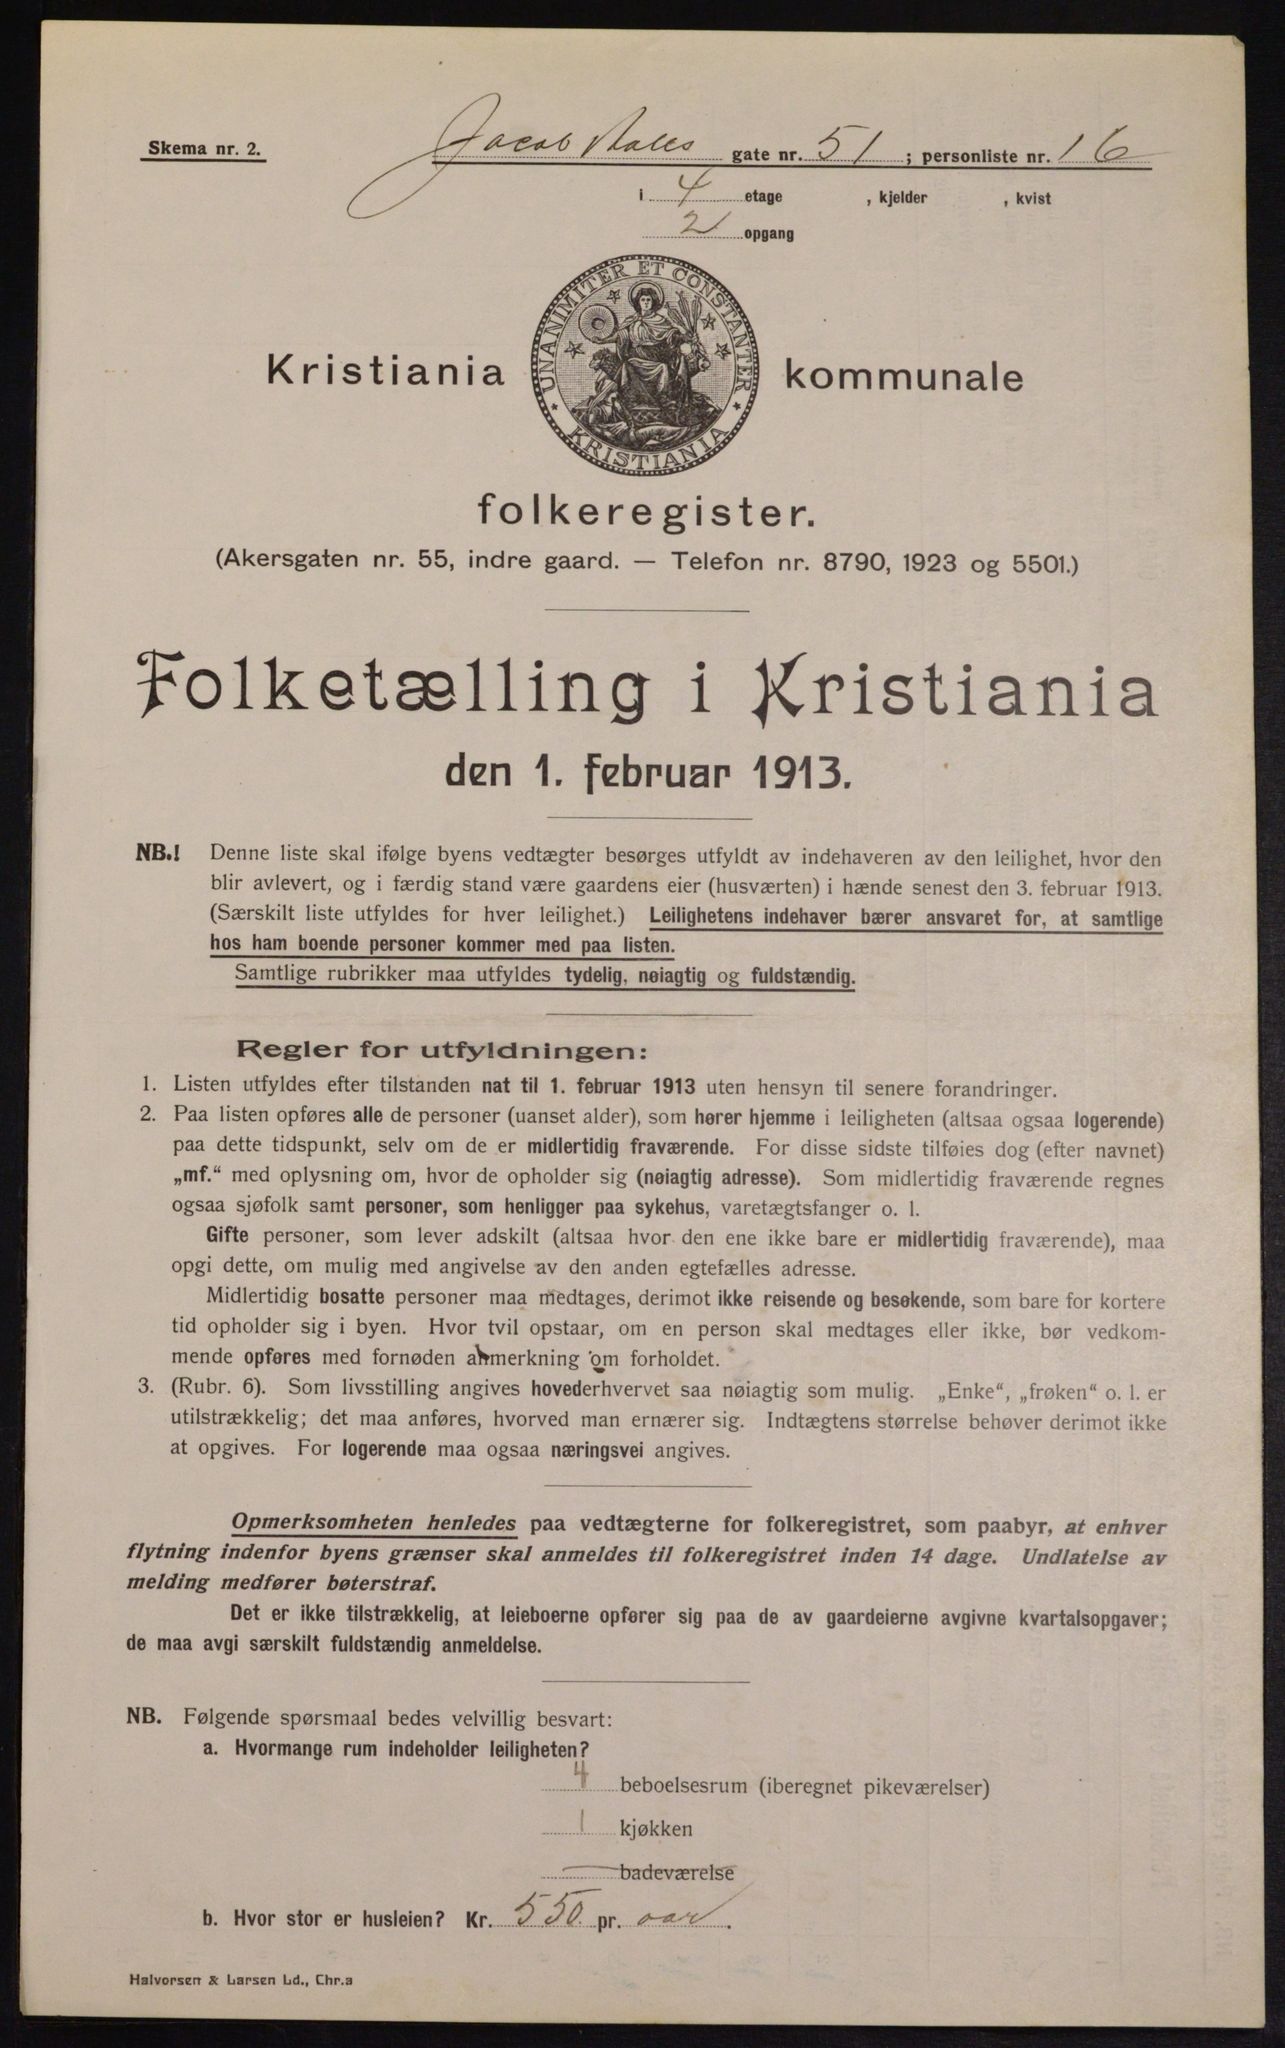 Skema nr. 2.
Jacob Aalls gate nr. 51; personliste nr. 16
i 4 etage , kjelder , kvist
2 opgang
UNANIMITER ET CONSTANTER
KRISTIANIA
Kristiania kommunale
folkeregister.
(Akersgaten nr. 55, indre gaard. — Telefon nr. 8790, 1923 og 5501.)
Folketælling i Kristiania
den 1. februar 1913.
NB.! Denne liste skal ifølge byens vedtægter besørges utfyldt av indehaveren av den leilighet, hvor den
blir avlevert, og i færdig stand være gaardens eier (husværten) i hænde senest den 3. februar 1913.
(Særskilt liste utfyldes for hver leilighet.) Leilighetens indehaver bærer ansvaret for, at samtlige
hos ham boende personer kommer med paa listen.
Samtlige rubrikker maa utfyldes tydelig, nøiagtig og fuldstændig.
Regler for utfyldningen:
1. Listen utfyldes efter tilstanden nat til 1. februar 1913 uten hensyn til senere forandringer.
2. Paa listen opføres alle de personer (uanset alder), som hører hjemme i leiligheten (altsaa ogsaa logerende)
paa dette tidspunkt, selv om de er midlertidig fraværende. For disse sidste tilføies dog (efter navnet)
„mf.“ med oplysning om, hvor de opholder sig (nøiagtig adresse). Som midlertidig fraværende regnes
ogsaa sjøfolk samt personer, som henligger paa sykehus, varetægtsfanger o. l.
Gifte personer, som lever adskilt (altsaa hvor den ene ikke bare er midlertidig fraværende), maa
opgi dette, om mulig med angivelse av den anden egtefælles adresse.
Midlertidig bosatte personer maa medtages, derimot ikke reisende og besøkende, som bare for kortere
tid opholder sig i byen. Hvor tvil opstaar, om en person skal medtages eller ikke, bør vedkom-
mende opføres med fornøden anmerkning om forholdet.
3. (Rubr. 6). Som livsstilling angives hovederhvervet saa nøiagtig som mulig. „Enke“, „frøken“ o. l. er
utilstrækkelig; det maa anføres, hvorved man ernærer sig. Indtægtens størrelse behøver derimot ikke
at opgives. For logerende maa ogsaa næringsvei angives.
Opmerksomheten henledes paa vedtægterne for folkeregistret, som paabyr, at enhver
flytning indenfor byens grænser skal anmeldes til folkeregistret inden 14 dage. Undlatelse av
melding medfører bøterstraf.
Det er ikke tilstrækkelig, at leieboerne opfører sig paa de av gaardeierne avgivne kvartalsopgaver;
de maa avgi særskilt fuldstændig anmeldelse.
NB. Følgende spørsmaal bedes velvillig besvart:
a. Hvormange rum indeholder leiligheten?
4 beboelsesrum (iberegnet pikeværelser)
1 kjøkken
badeværelse
b. Hvor stor er husleien? Kr. 550 pr. aar.
Halvorsen & Larsen Ld., Chr.a